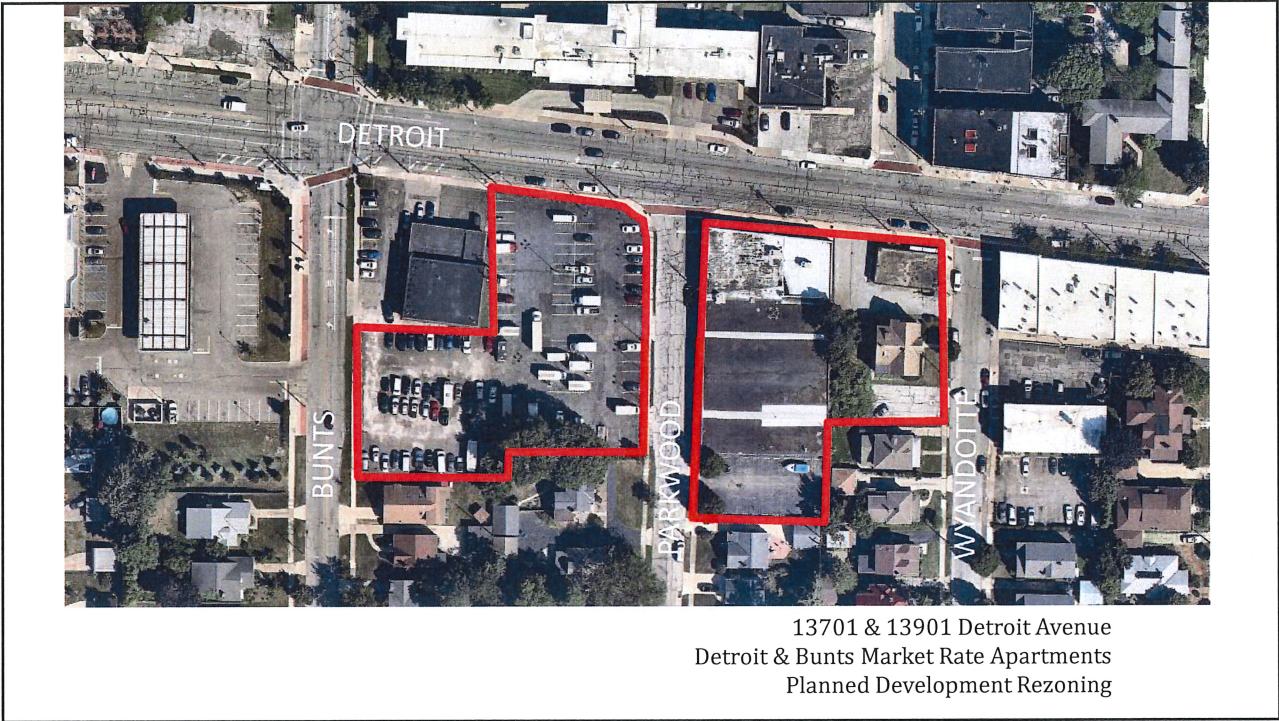 DETROIT
BUNTS
PARKWOOD
WYANDOTTE
13701 & 13901 Detroit Avenue
Detroit & Bunts Market Rate Apartments
Planned Development Rezoning